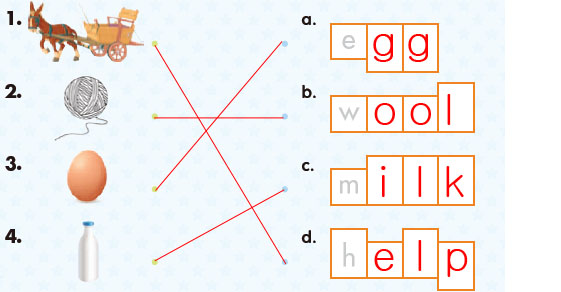 1. a. egg
2. b. wool
3. c. milk
4. d. help